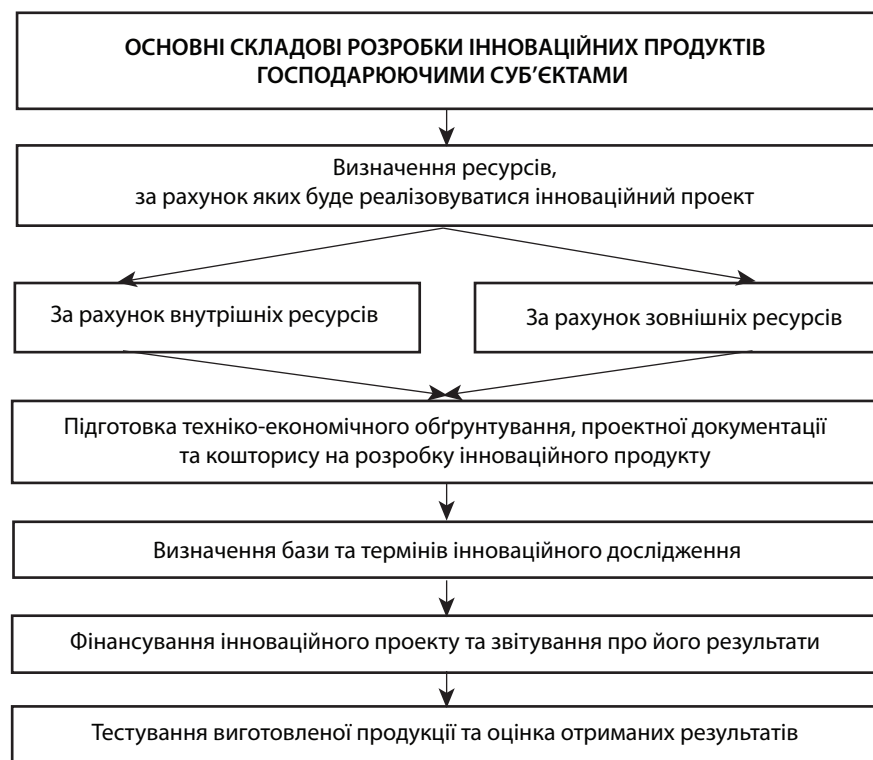 ОСНОВНІ СКЛАДОВІ РОЗРОБКИ ІННОВАЦІЙНИХ ПРОДУКТІВ
ГОСПОДАРЮЮЧИМИ СУБ’ЄКТАМИ
Визначення ресурсів,
за рахунок яких буде реалізовуватися інноваційний проект
За рахунок внутрішніх ресурсів
За рахунок зовнішніх ресурсів
Підготовка техніко-економічного обґрунтування, проектної документації
та кошторису на розробку інноваційного продукту
Визначення бази та термінів інноваційного дослідження
Фінансування інноваційного проекту та звітування про його результати
Тестування виготовленої продукції та оцінка отриманих результатів